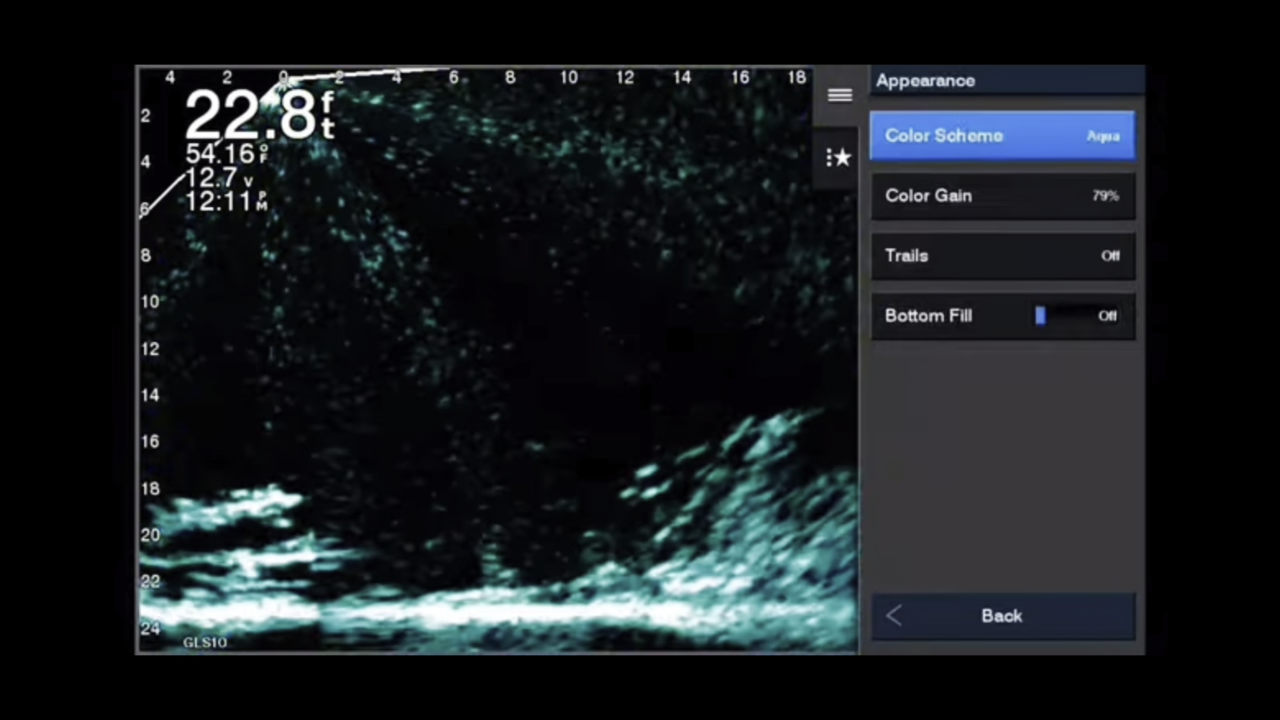 4 2 0 2 4 6 8 10 12 14 16 18
22.8 ft
54.16 °F
12.7 V
12:11 PM
2
4
6
8
10
12
14
16
18
20
22
24
GLS10
Appearance
Color Scheme Aqua
Color Gain 79%
Trails Off
Bottom Fill Off
Back